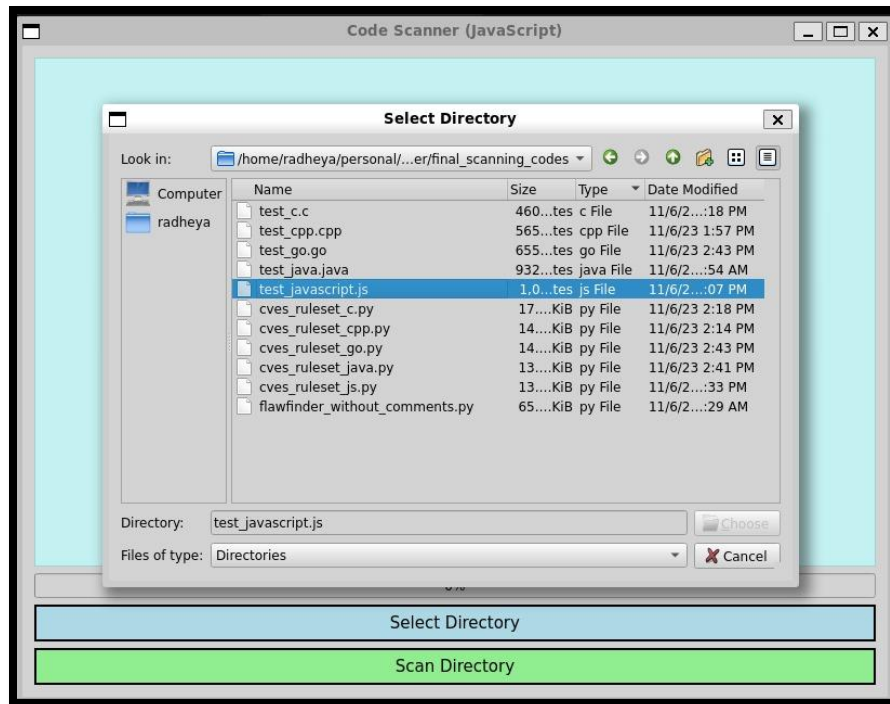 Code Scanner (JavaScript)
Select Directory
Look in: /home/radheya/personal/...er/final_scanning_codes
Computer
radheya
Name Size Type Date Modified
test_c.c 460...tes c File 11/6/2...:18 PM
test_cpp.cpp 565...tes cpp File 11/6/23 1:57 PM
test_go.go 655...tes go File 11/6/23 2:43 PM
test_java.java 932...tes java File 11/6/2...:54 AM
test_javascript.js 1,0...tes js File 11/6/2...:07 PM
cves_ruleset_c.py 17....KiB py File 11/6/23 2:18 PM
cves_ruleset_cpp.py 14....KiB py File 11/6/23 2:14 PM
cves_ruleset_go.py 14....KiB py File 11/6/23 2:43 PM
cves_ruleset_java.py 13....KiB py File 11/6/23 2:41 PM
cves_ruleset_js.py 13....KiB py File 11/6/2...:33 PM
flawfinder_without_comments.py 65....KiB py File 11/6/2...:29 AM
Directory: test_javascript.js Choose
Files of type: Directories Cancel
Select Directory
Scan Directory